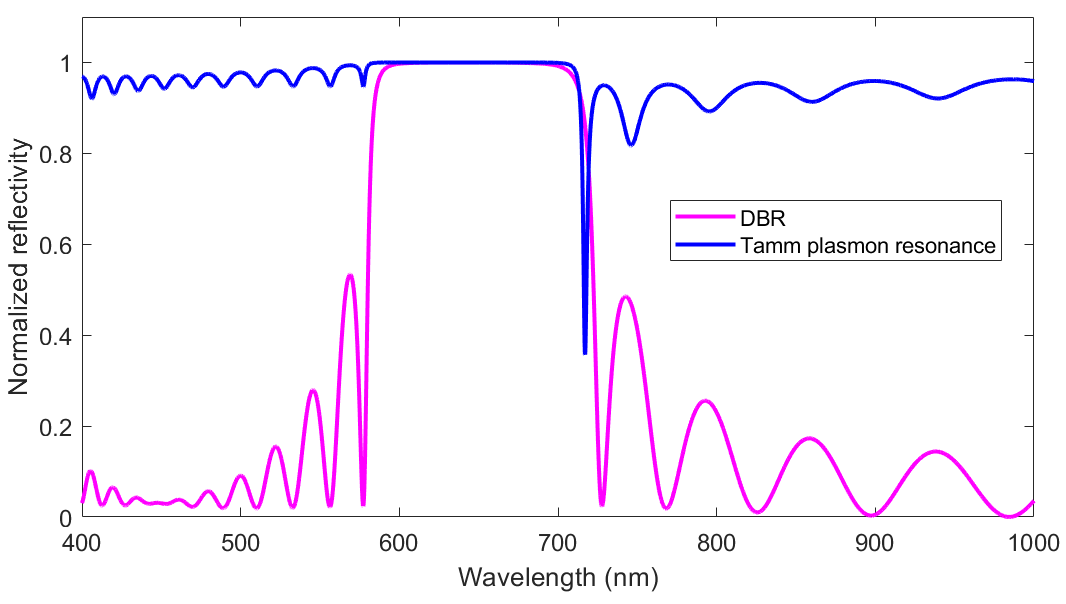 1
0.8
0.6
0.4
0.2
0
Normalized reflectivity
DBR
Tamm plasmon resonance
400 500 600 700 800 900 1000
Wavelength (nm)